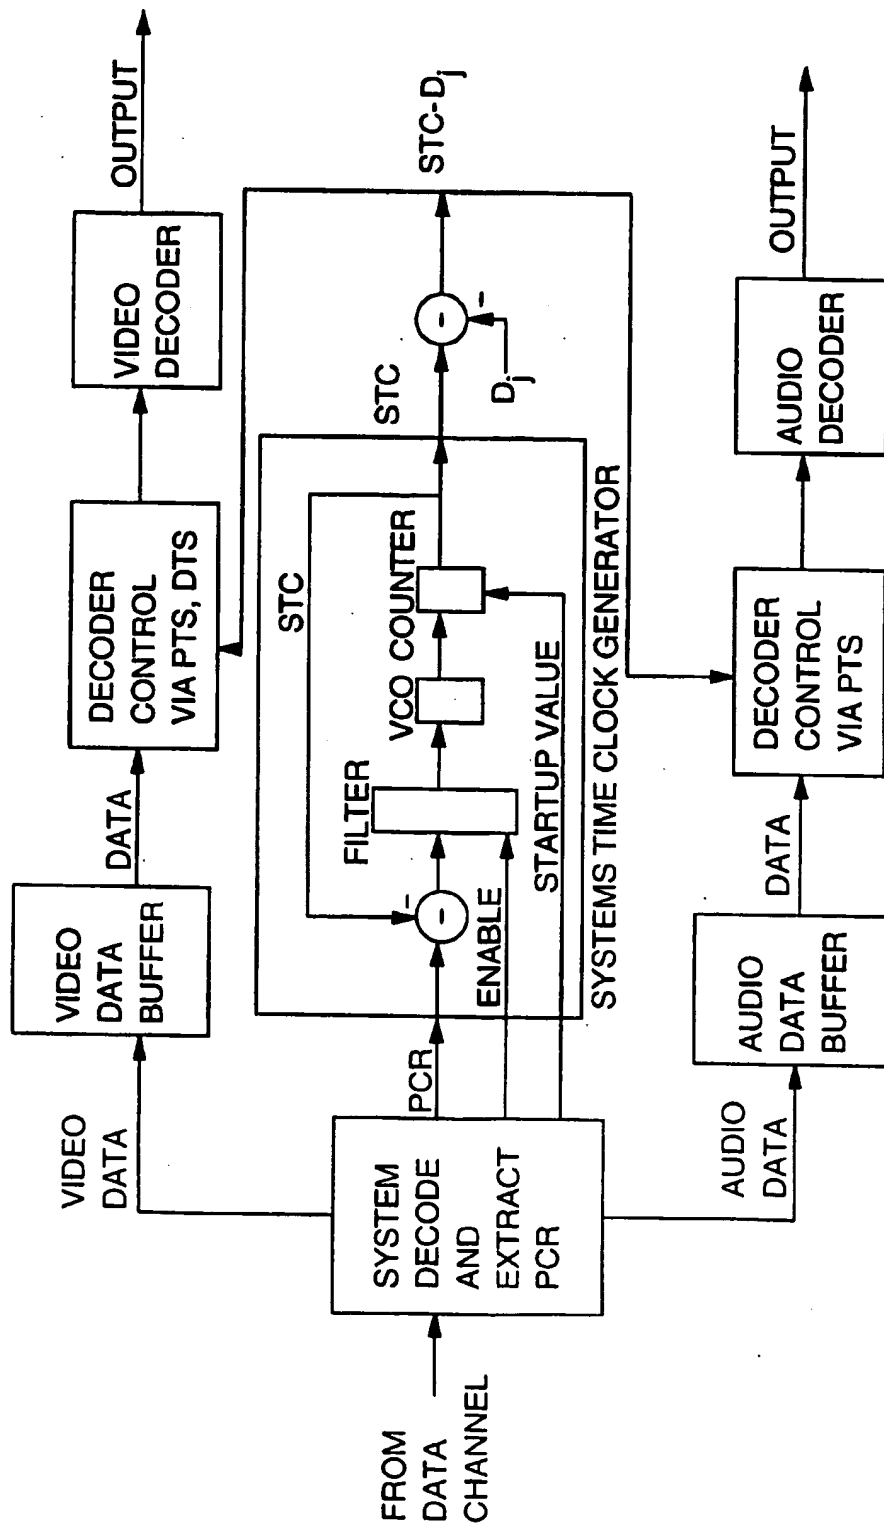 FROM
DATA
CHANNEL
SYSTEM
DECODE
AND
EXTRACT
PCR
VIDEO
DATA
VIDEO
DATA
BUFFER
DATA
DECODER
CONTROL
VIA PTS, DTS
VIDEO
DECODER
OUTPUT
PCR
ENABLE
STARTUP VALUE
-
-
FILTER
VCO COUNTER
STC
SYSTEMS TIME CLOCK GENERATOR
STC
-
-
Dj
STC-Dj
AUDIO
DATA
AUDIO
DATA
BUFFER
DATA
DECODER
CONTROL
VIA PTS
AUDIO
DECODER
OUTPUT